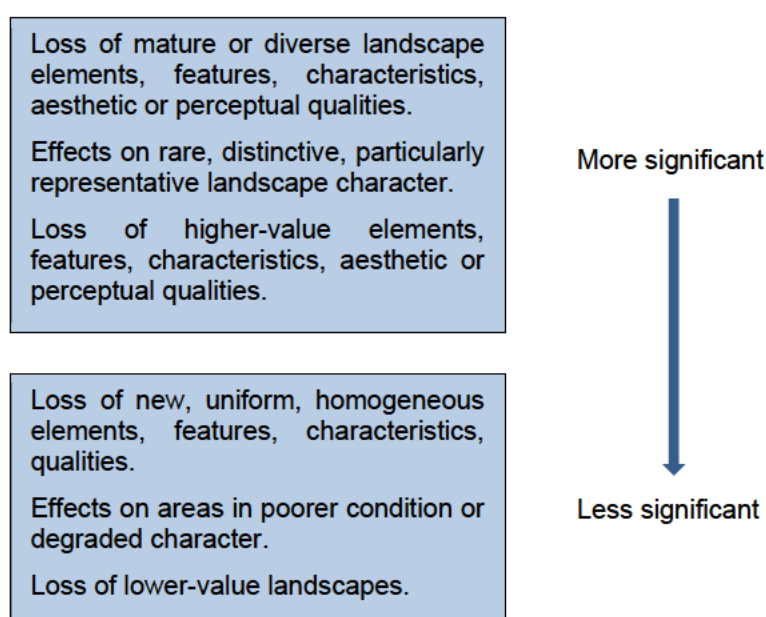 Loss of mature or diverse landscape
elements, features, characteristics,
aesthetic or perceptual qualities.
Effects on rare, distinctive, particularly
representative landscape character.
Loss of higher-value elements,
features, characteristics, aesthetic or
perceptual qualities.
More significant
Loss of new, uniform, homogeneous
elements, features, characteristics,
qualities.
Effects on areas in poorer condition or
degraded character.
Loss of lower-value landscapes.
Less significant